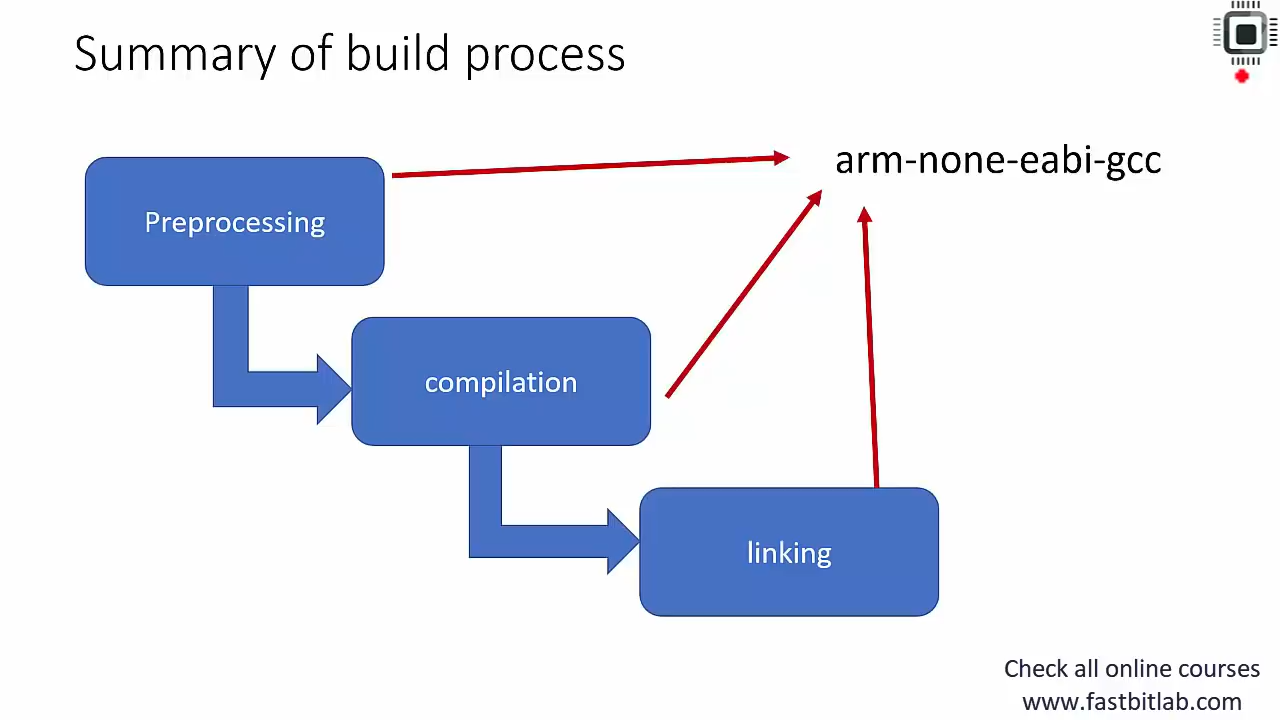 Summary of build process
arm-none-eabi-gcc
Preprocessing
compilation
linking
Check all online courses
www.fastbitlab.com